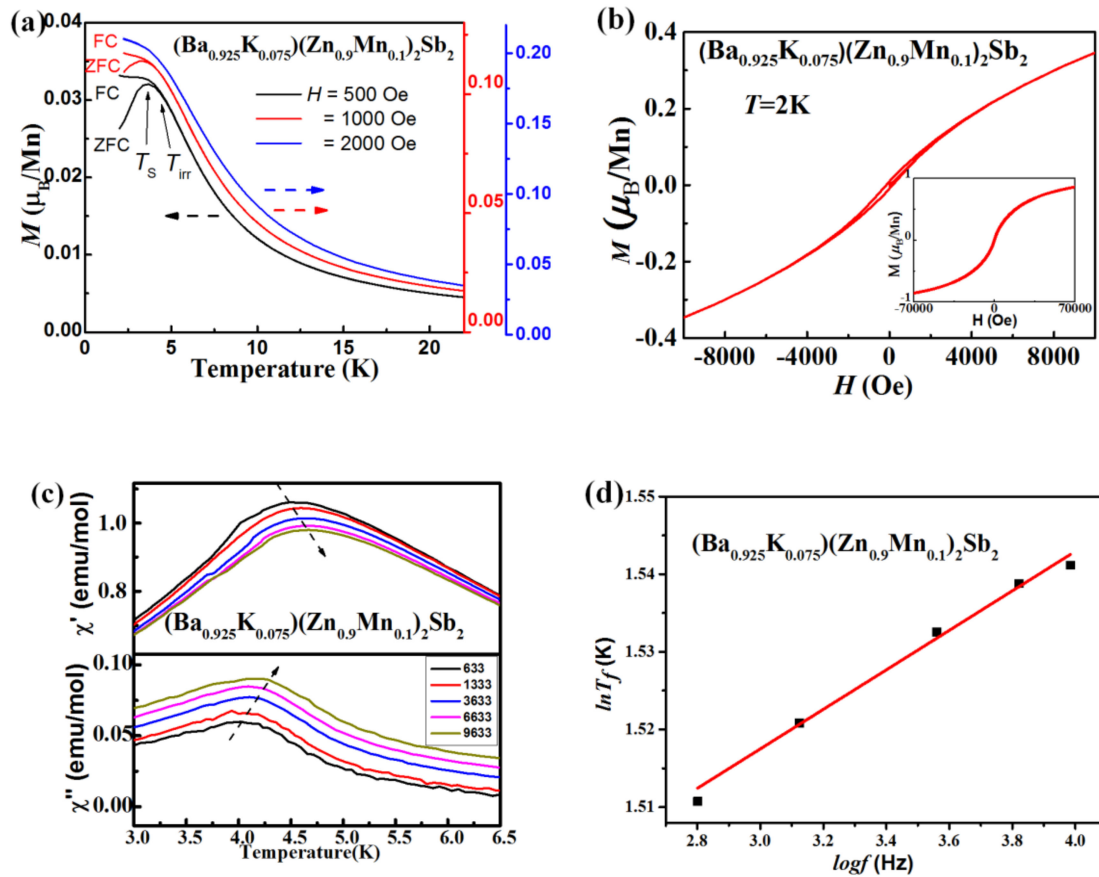 (a)
0.04
0.03
0.02
0.01
0.00
M (μB/Mn)
(Ba0.925K0.075)(Zn0.9Mn0.1)2Sb2
FC
ZFC
FC
ZFC
TS
Tirr
H = 500 Oe
= 1000 Oe
= 2000 Oe
0 5 10 15 20
Temperature (K)
0.10
0.05
0.00
0.20
0.15
0.10
0.05
0.00
(b)
0.4
0.2
0.0
-0.2
-0.4
M (μB/Mn)
(Ba0.925K0.075)(Zn0.9Mn0.1)2Sb2
T=2K
1
0
-1
M (μB/Mn)
-70000 0 70000
H (Oe)
-8000 -4000 0 4000 8000
H (Oe)
(c)
1.0
0.8
χ' (emu/mol)
(Ba0.925K0.075)(Zn0.9Mn0.1)2Sb2
0.10
0.05
0.00
χ'' (emu/mol)
633
1333
3633
6633
9633
3.0 3.5 4.0 4.5 5.0 5.5 6.0 6.5
Temperature(K)
(d)
1.55
1.54
1.53
1.52
1.51
lnTf (K)
(Ba0.925K0.075)(Zn0.9Mn0.1)2Sb2
2.8 3.0 3.2 3.4 3.6 3.8 4.0
logf (Hz)